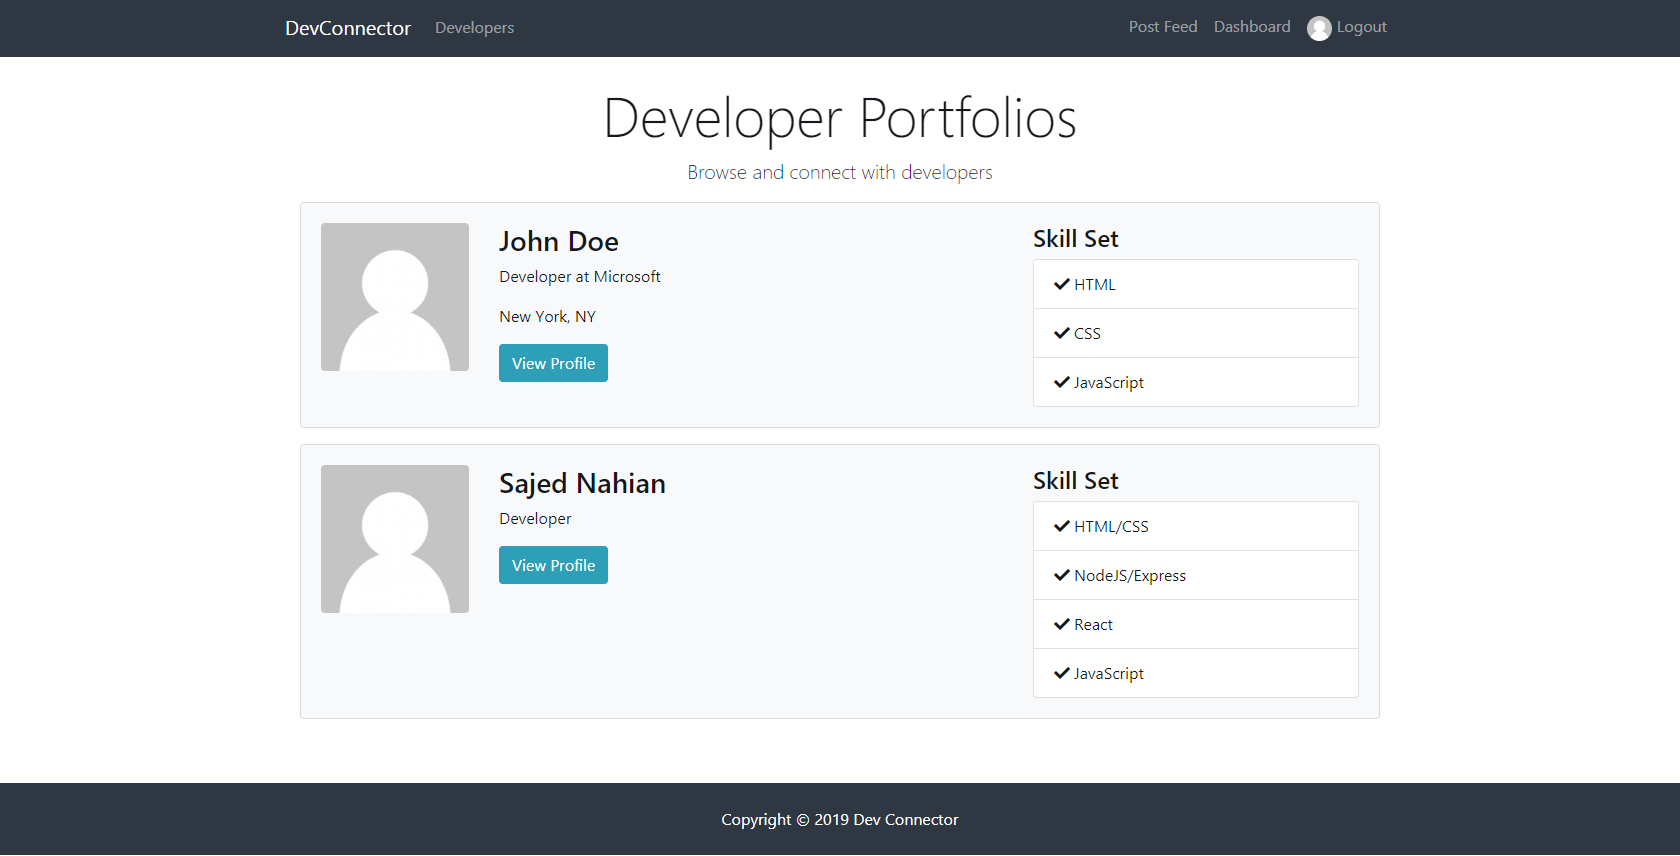 DevConnector Developers Post Feed Dashboard Logout
Developer Portfolios
Browse and connect with developers
John Doe
Developer at Microsoft
New York, NY
View Profile
Skill Set
HTML
CSS
JavaScript
Sajed Nahian
Developer
View Profile
Skill Set
HTML/CSS
NodeJS/Express
React
JavaScript
Copyright © 2019 Dev Connector